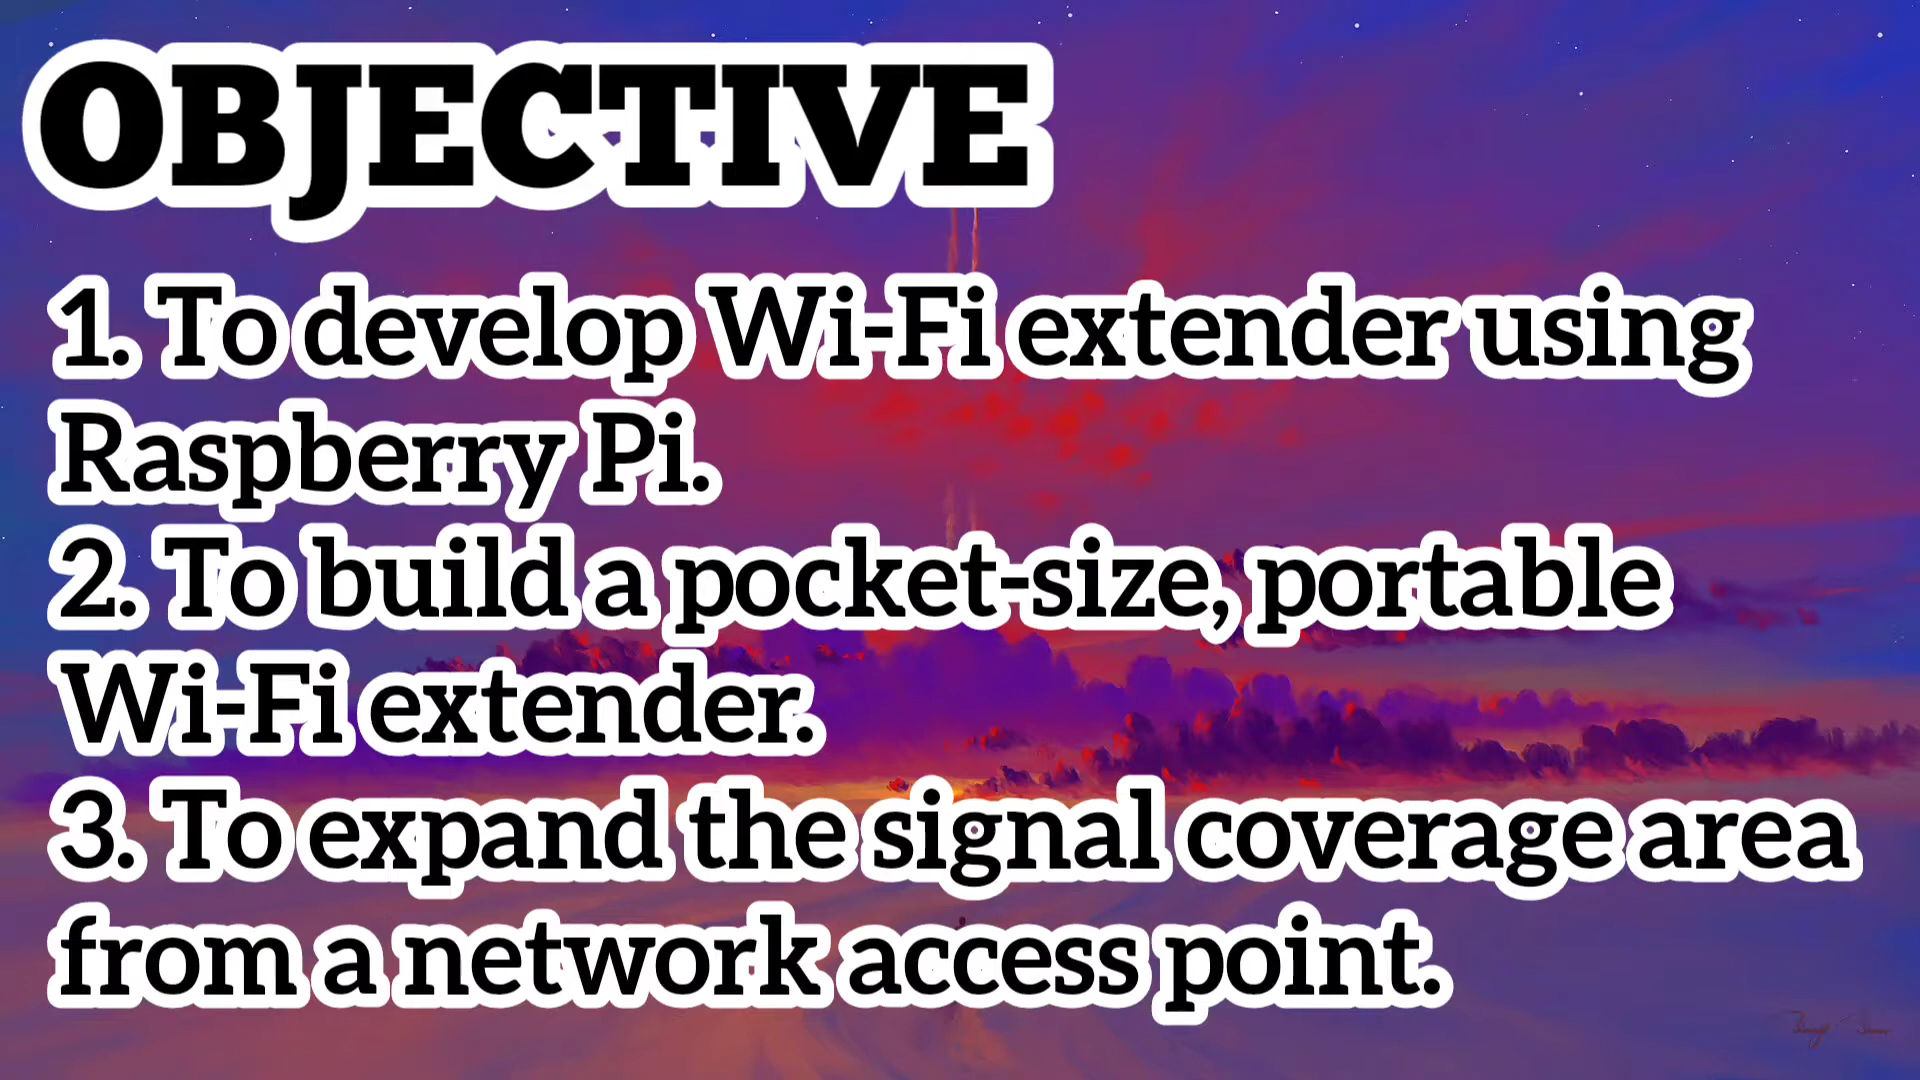 OBJECTIVE
1. To develop Wi-Fi extender using
Raspberry Pi.
2. To build a pocket-size, portable
Wi-Fi extender.
3. To expand the signal coverage area
from a network access point.